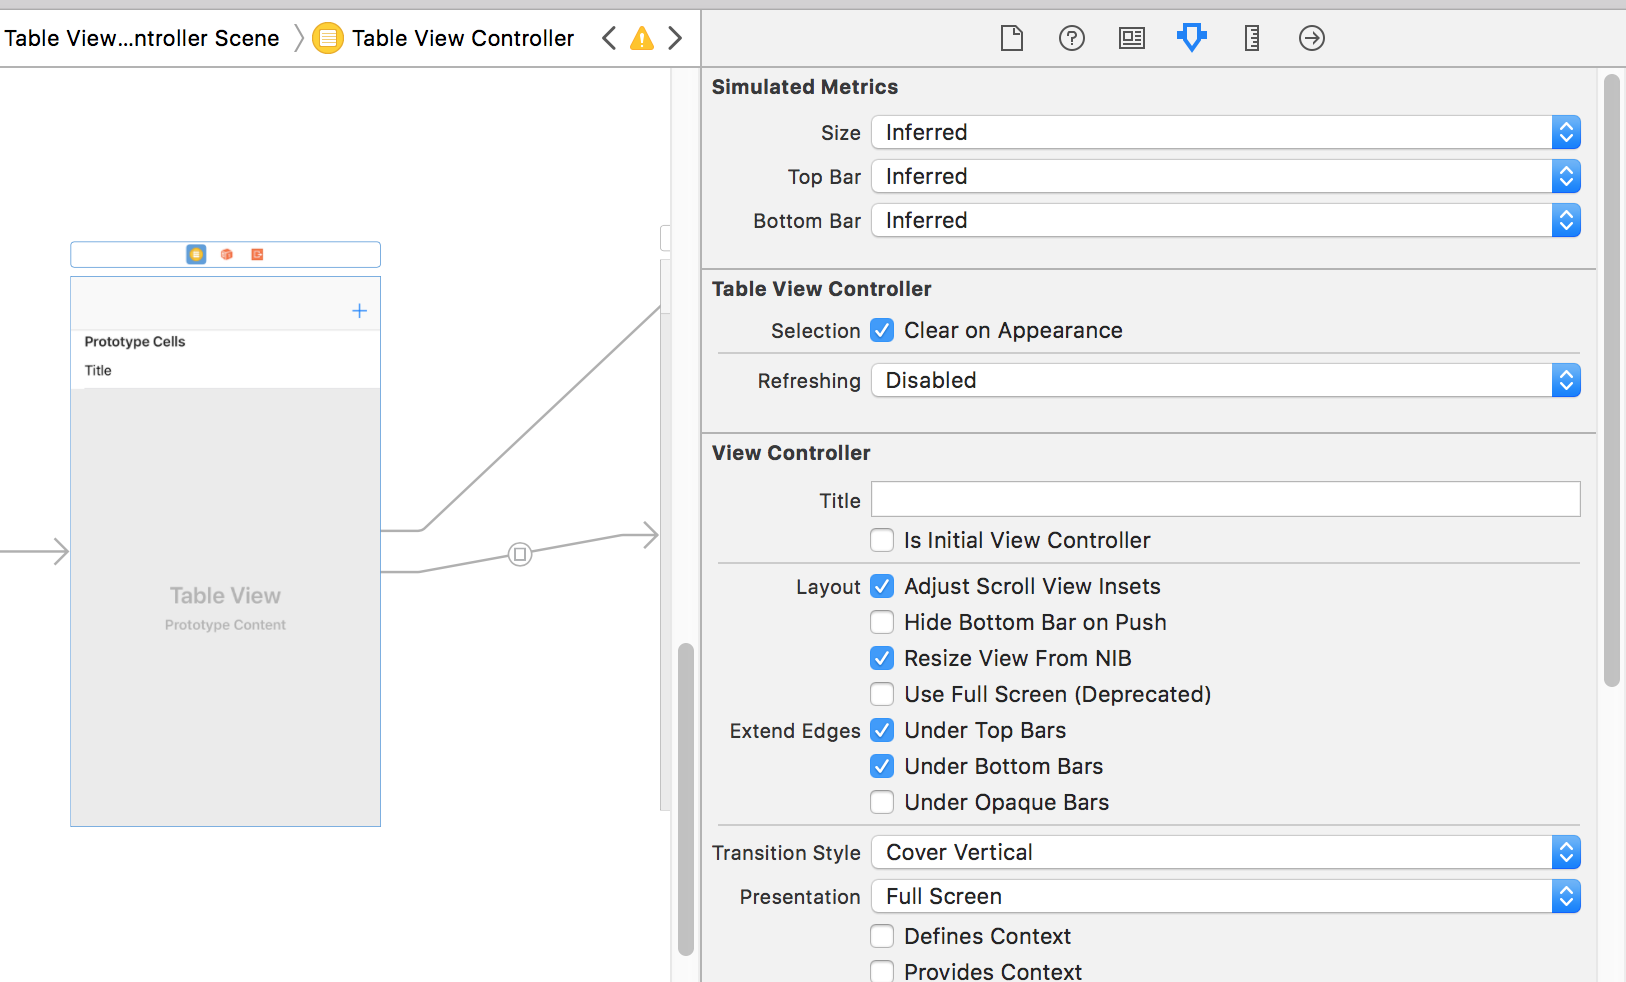 Table View...ntroller Scene
Table View Controller
Prototype Cells
Title
Table View
Prototype Content
Simulated Metrics
Size Inferred
Top Bar Inferred
Bottom Bar Inferred
Table View Controller
Selection Clear on Appearance
Refreshing Disabled
View Controller
Title
Is Initial View Controller
Layout Adjust Scroll View Insets
Hide Bottom Bar on Push
Resize View From NIB
Use Full Screen (Deprecated)
Extend Edges Under Top Bars
Under Bottom Bars
Under Opaque Bars
Transition Style Cover Vertical
Presentation Full Screen
Defines Context
Provides Context